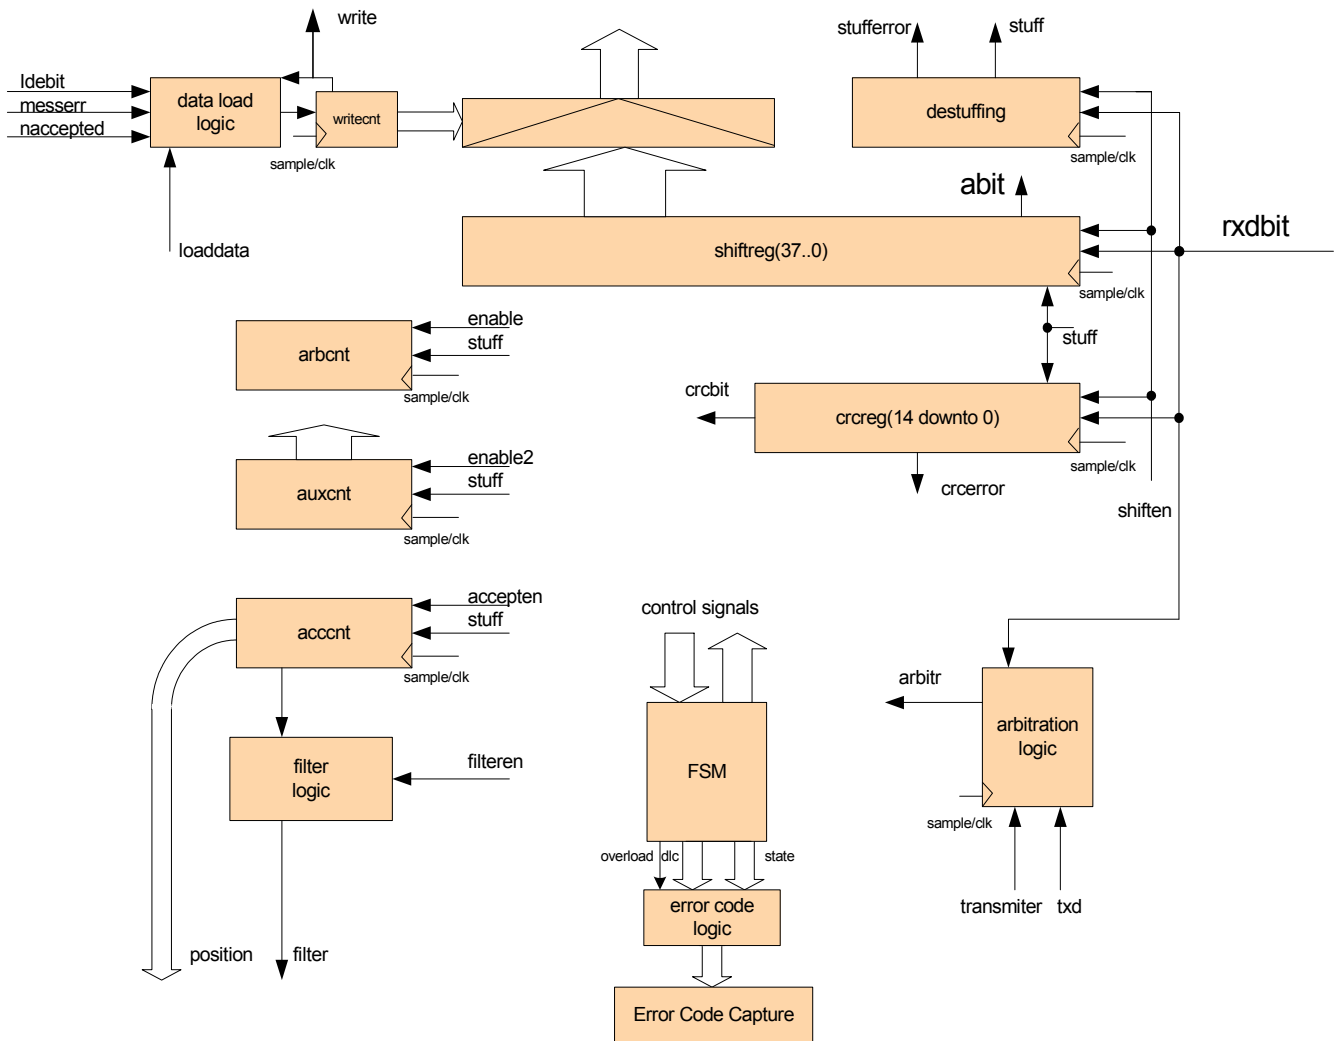 write
stufferror
stuff
Idebit
messerr
naccepted
data load
logic
writecnt
sample/clk
destuffing
sample/clk
loaddata
abit
rxdbit
shiftreg(37..0)
sample/clk
enable
stuff
arbcnt
sample/clk
stuff
crcbit
crcreg(14 downto 0)
sample/clk
enable2
stuff
auxcnt
sample/clk
crcerror
shiften
accepten
stuff
acccnt
sample/clk
control signals
arbitr
arbitration
logic
sample/clk
filter
logic
filteren
FSM
overload
dlc
state
error code
logic
transmiter
txd
position
filter
Error Code Capture